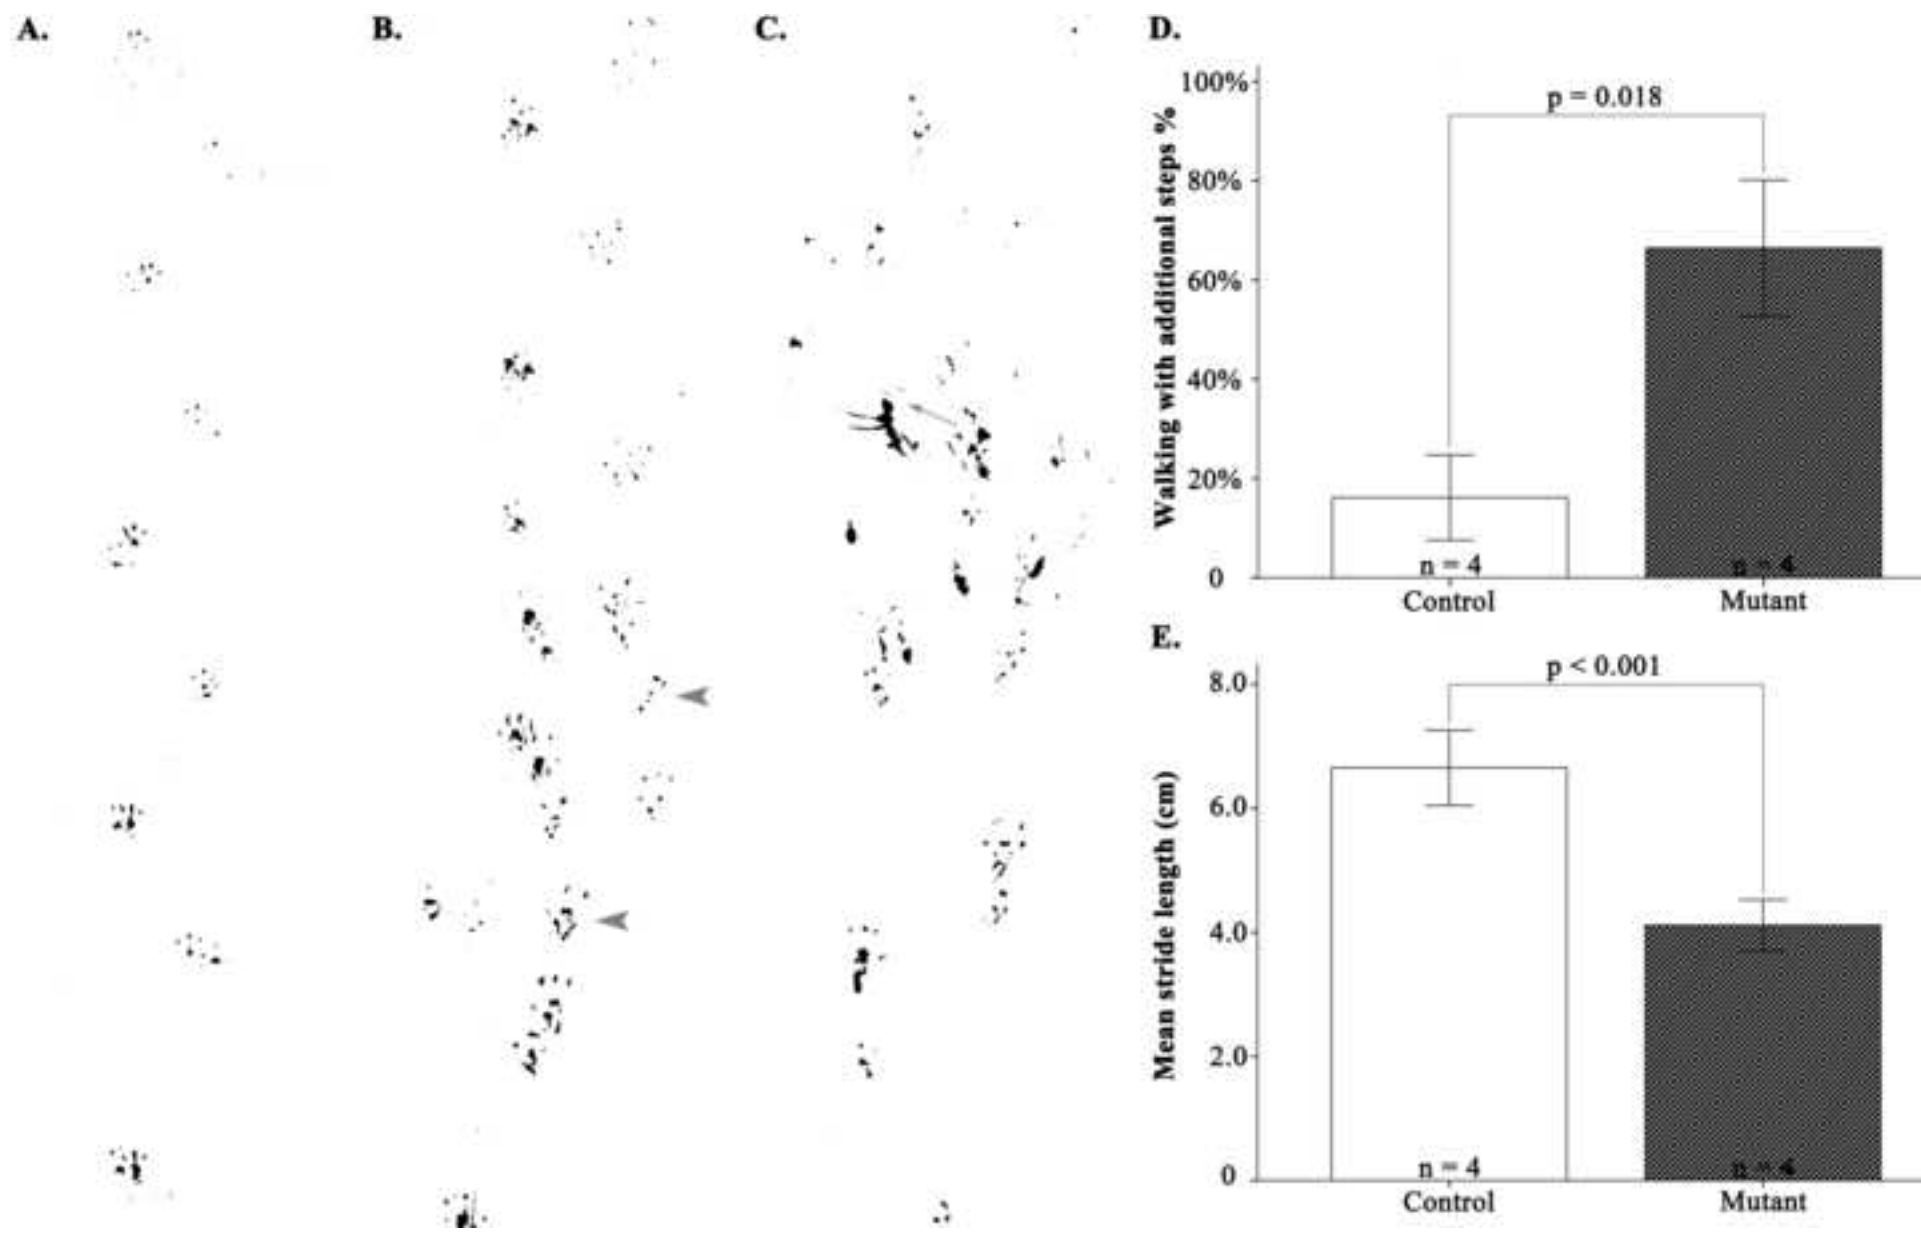 A.
B.
C.
D.
Walking with additional steps %
100%
80%
60%
40%
20%
0
p = 0.018
n = 4
n = 4
Control
Mutant
E.
Mean stride length (cm)
8.0
6.0
4.0
2.0
0
p < 0.001
n = 4
n = 4
Control
Mutant